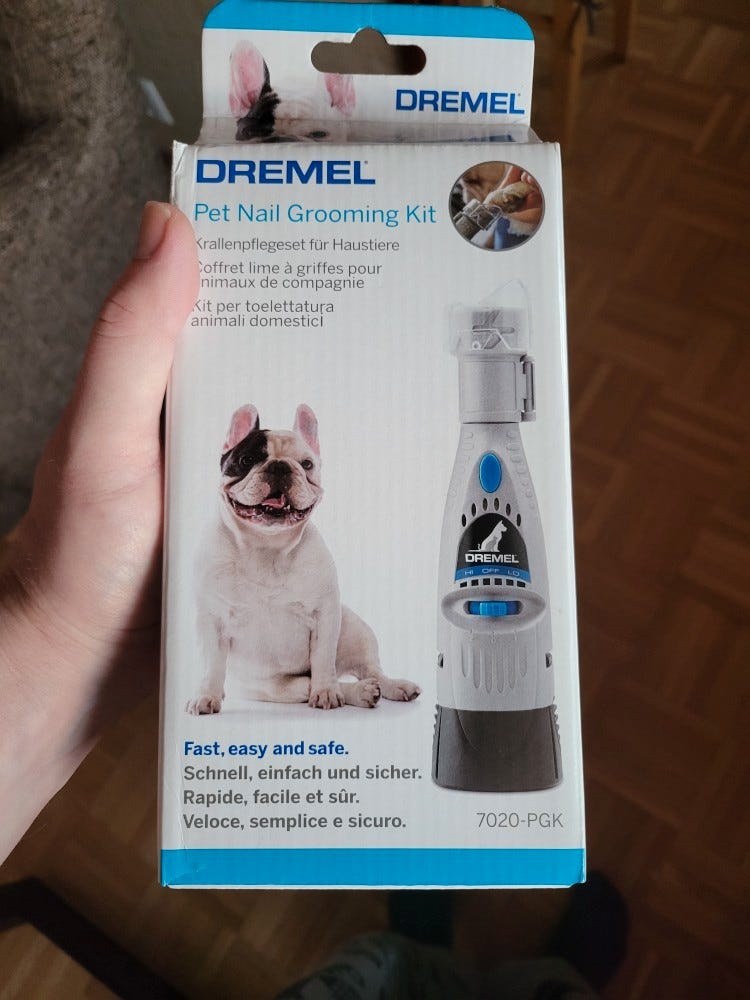 DREMEL
DREMEL
Pet Nail Grooming Kit
Krallenpflegeset für Haustiere
Coffret lime à griffes pour
animaux de compagnie
Kit per toelettatura
animali domestici
DREMEL
HI OFF LO
Fast, easy and safe.
Schnell, einfach und sicher.
Rapide, facile et sûr.
Veloce, semplice e sicuro.
7020-PGK